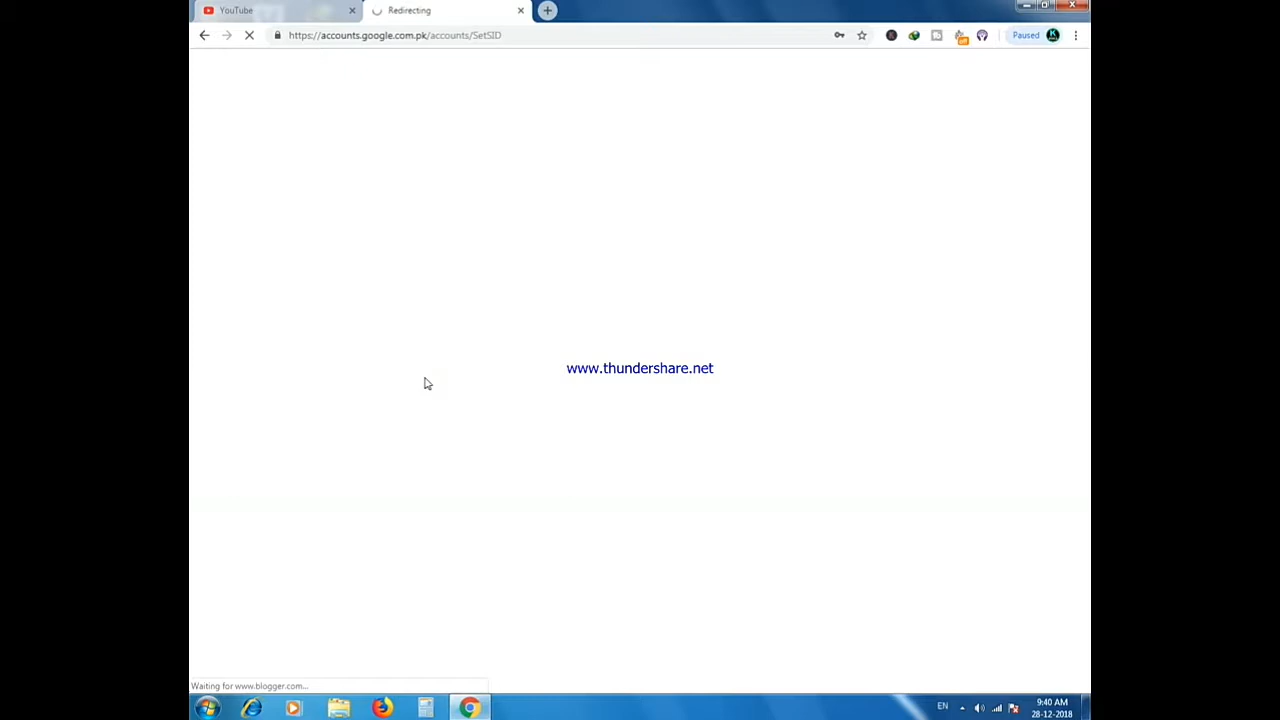 YouTube
Redirecting
https://accounts.google.com.pk/accounts/SetSID
Paused
www.thundershare.net
Waiting for www.blogger.com...
EN
9:40 AM
28-12-2018